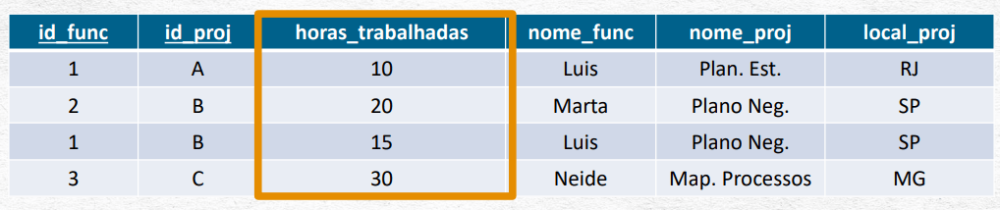 id_func id_proj horas_trabalhadas nome_func nome_proj local_proj
1 A 10 Luis Plan. Est. RJ
2 B 20 Marta Plano Neg. SP
1 B 15 Luis Plano Neg. SP
3 C 30 Neide Map. Processos MG